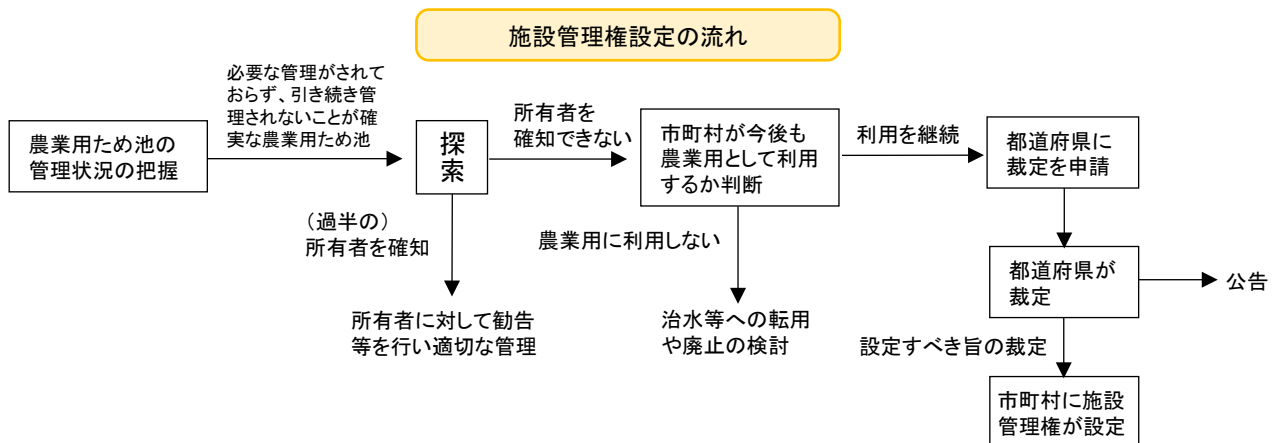 施設管理権設定の流れ
必要な管理がされて
おらず、引き続き管
理されないことが確
実な農業用ため池
農業用ため池の
管理状況の把握
探
索
所有者を
確知できない
市町村が今後も
農業用として利用
するか判断
利用を継続
都道府県に
裁定を申請
（過半の）
所有者を確知
農業用に利用しない
都道府県が
裁定
公告
所有者に対して勧告
等を行い適切な管理
治水等への転用
や廃止の検討
設定すべき旨の裁定
市町村に施設
管理権が設定